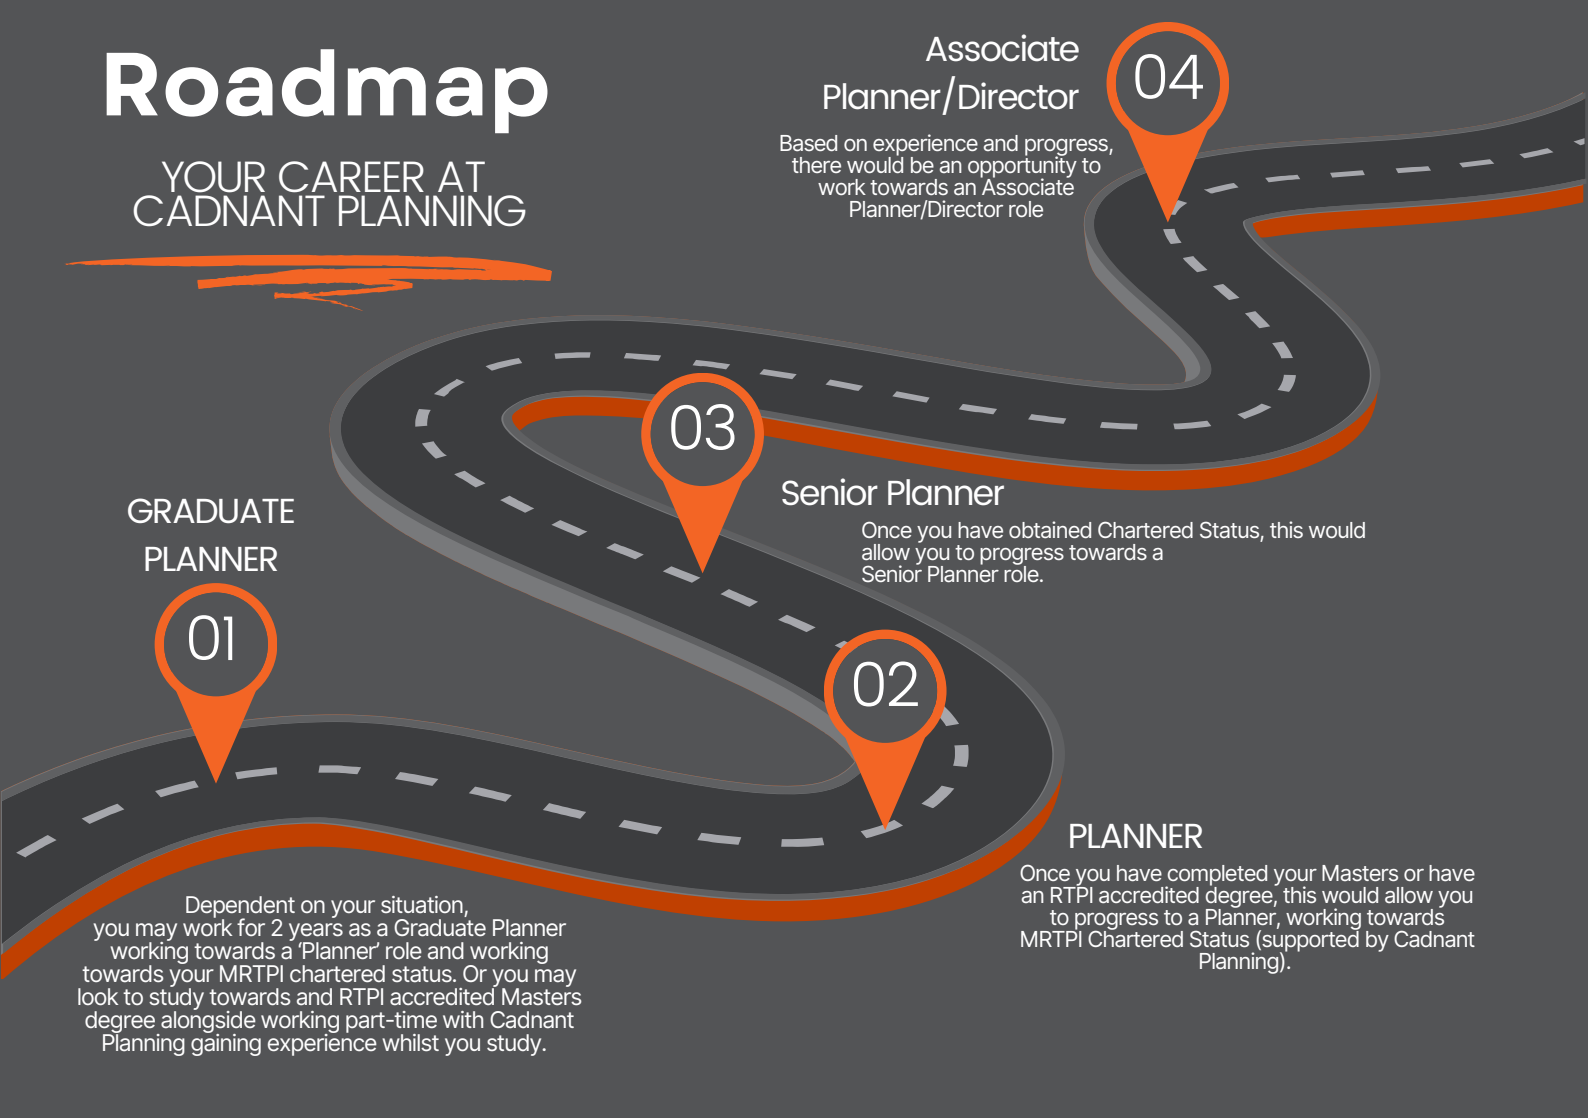 Roadmap
YOUR CAREER AT
CADNANT PLANNING
Associate
Planner/Director
04
Based on experience and progress,
there would be an opportunity to
work towards an Associate
Planner/Director role
03
Senior Planner
Once you have obtained Chartered Status, this would
allow you to progress towards a
Senior Planner role.
GRADUATE
PLANNER
01
02
PLANNER
Once you have completed your Masters or have
an RTPI accredited degree, this would allow you
to progress to a Planner, working towards
MRTPI Chartered Status (supported by Cadnant
Planning).
Dependent on your situation,
you may work for 2 years as a Graduate Planner
working towards a ‘Planner’ role and working
towards your MRTPI chartered status. Or you may
look to study towards and RTPI accredited Masters
degree alongside working part-time with Cadnant
Planning gaining experience whilst you study.